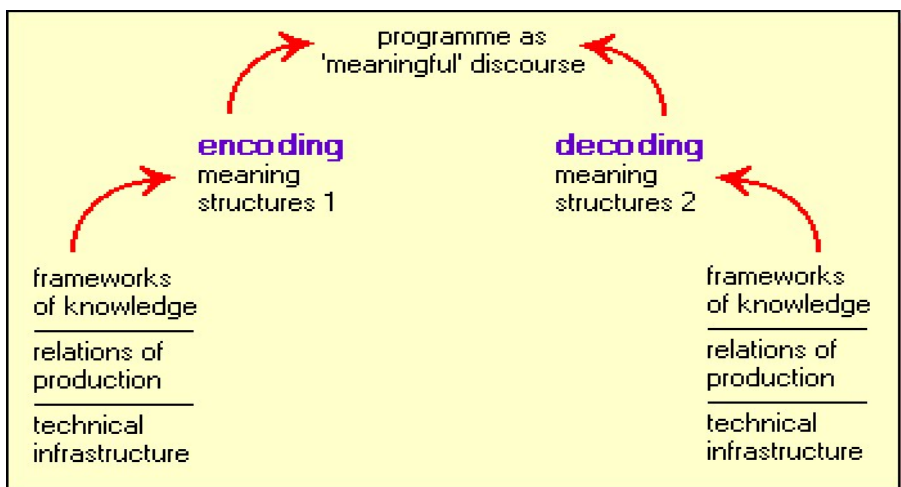 programme as
'meaningful' discourse
encoding
meaning
structures 1
decoding
meaning
structures 2
frameworks
of knowledge
relations of
production
technical
infrastructure
frameworks
of knowledge
relations of
production
technical
infrastructure